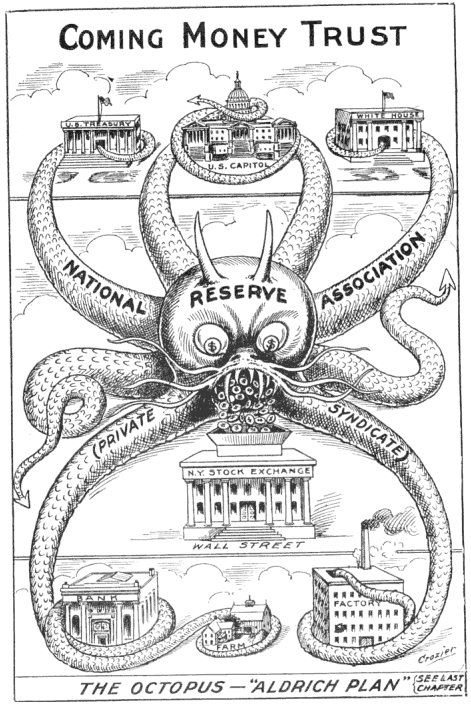 COMING MONEY TRUST
U.S. TREASURY
U.S. CAPITOL
WHITE HOUSE
NATIONAL RESERVE ASSOCIATION
$ $
(PRIVATE SYNDICATE)
N.Y. STOCK EXCHANGE
WALL STREET
BANK
FARM
FACTORY
Crozier
THE OCTOPUS — "ALDRICH PLAN" (SEE LAST
CHAPTER